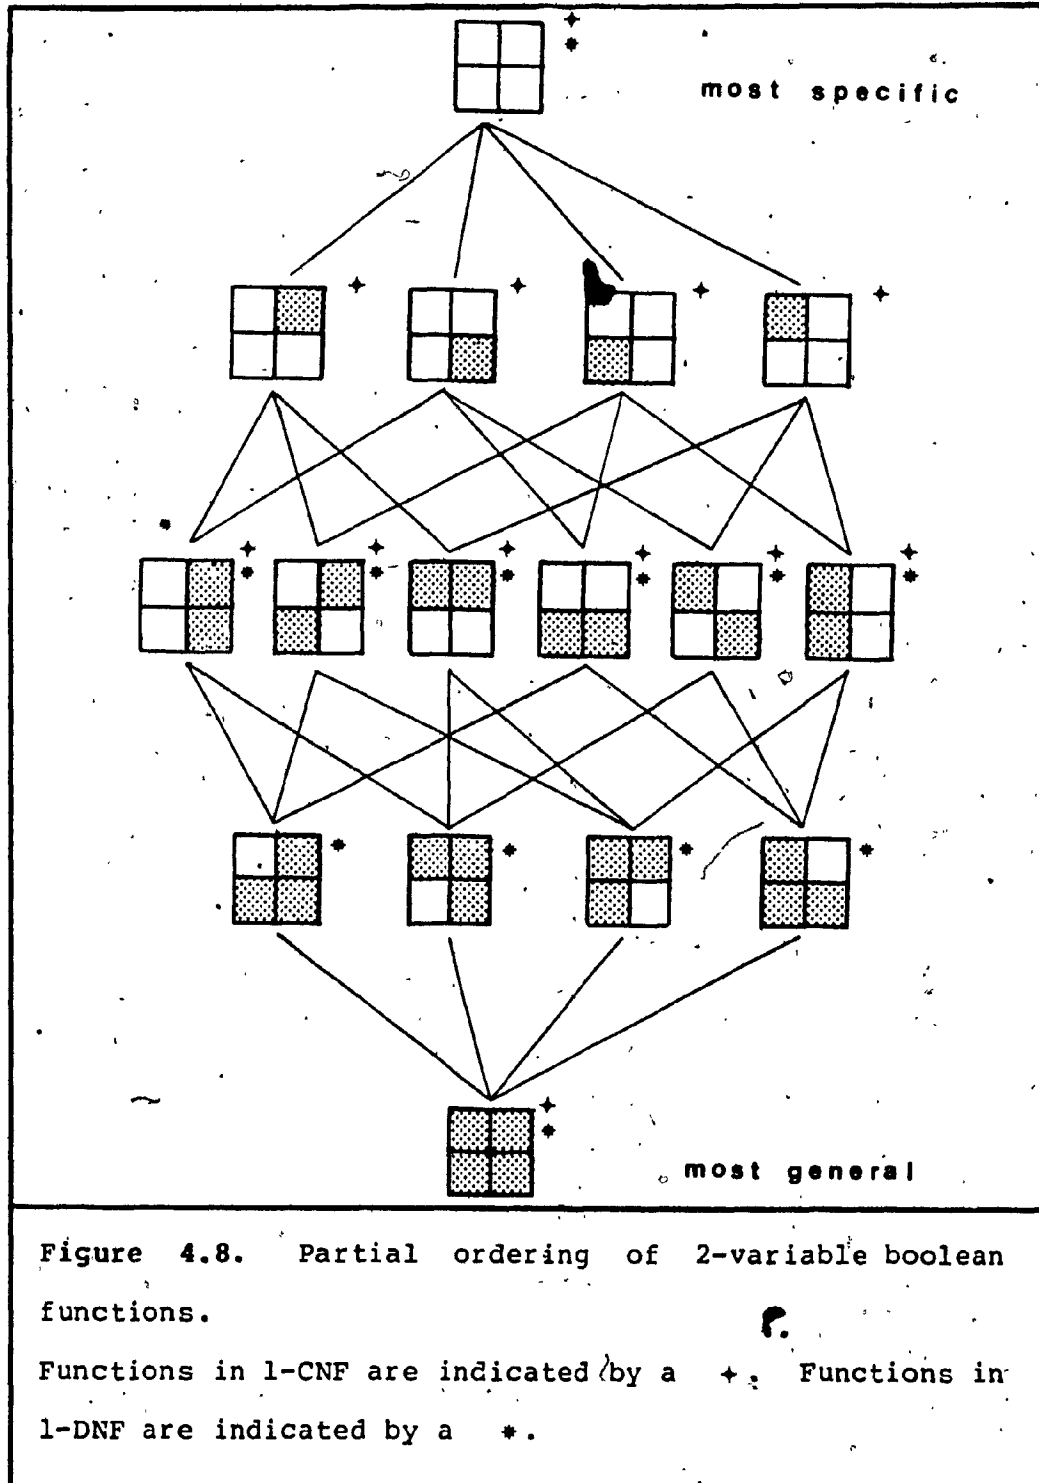 most specific
most general
Figure 4.8. Partial ordering of 2-variable boolean
functions.
Functions in 1-CNF are indicated by a ✦. Functions in
1-DNF are indicated by a *.